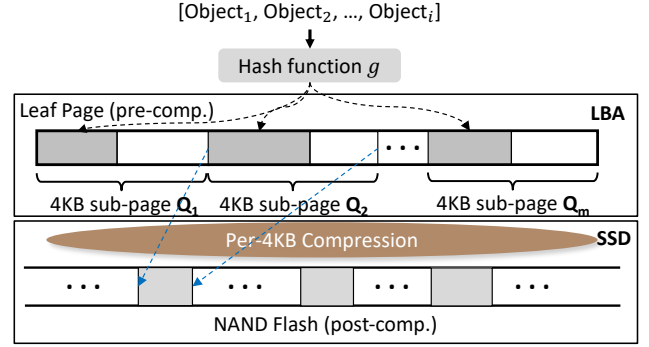 [Object₁, Object₂, …, Objectᵢ]
Hash function g
Leaf Page (pre-comp.) LBA
• • •
4KB sub-page Q₁ 4KB sub-page Q₂ 4KB sub-page Qₘ
Per-4KB Compression SSD
• • • • • • • • • • • •
NAND Flash (post-comp.)